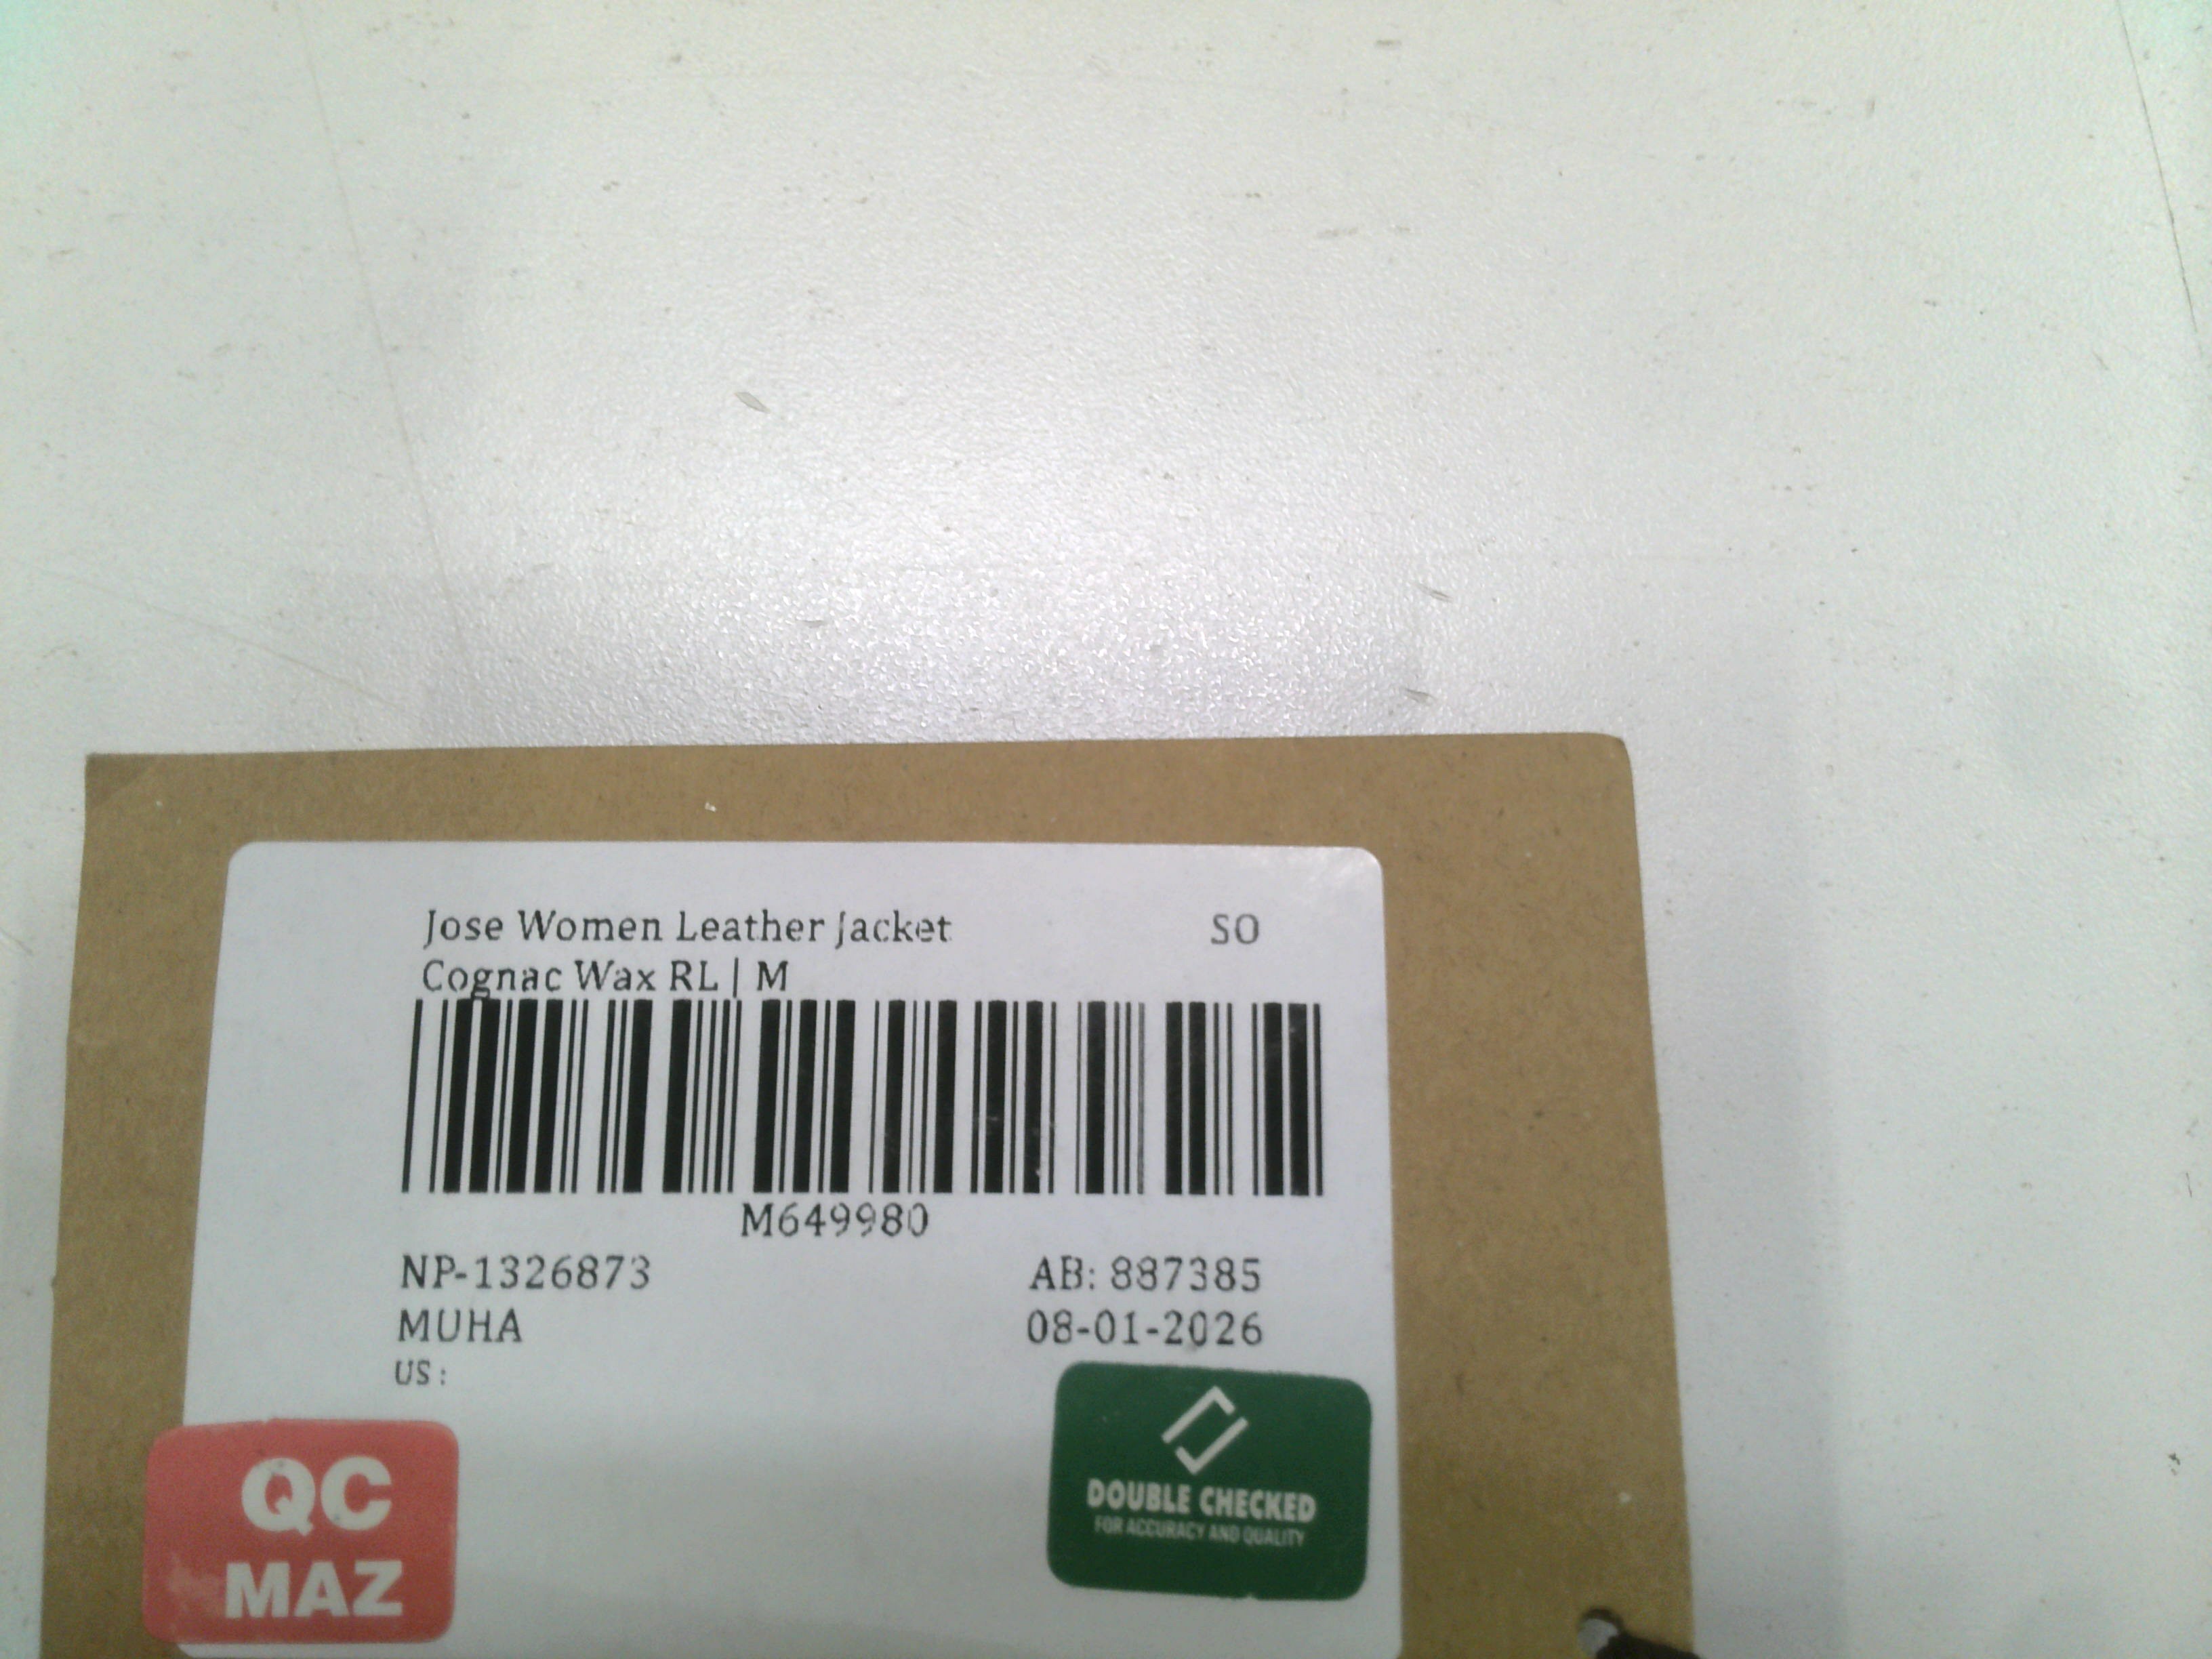 Jose Women Leather Jacket SO
Cognac Wax RL | M
M649980
NP-1326873 AB: 887385
MUHA 08-01-2026
US :
QC
MAZ
DOUBLE CHECKED
FOR ACCURACY AND QUALITY